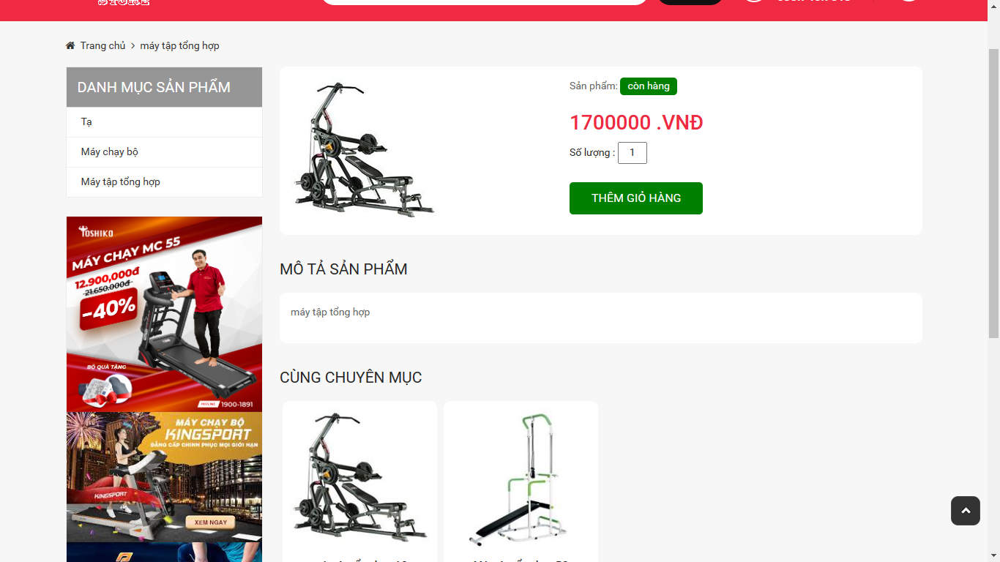 STORE
Trang chủ > máy tập tổng hợp
DANH MỤC SẢN PHẨM
Tạ
Máy chạy bộ
Máy tập tổng hợp
TOSHIKO
MÁY CHẠY MC 55
12.900,000đ
21.650.000đ
-40%
BỘ QUÀ TẶNG
HOTLINE 1900-1891
MÁY CHẠY BỘ
KINGSPORT
ĐẲNG CẤP CHINH PHỤC MỌI GIỚI HẠN
KINGSPORT
XEM NGAY
Sản phẩm: còn hàng
1700000 .VNĐ
Số lượng : 1
THÊM GIỎ HÀNG
MÔ TẢ SẢN PHẨM
máy tập tổng hợp
CÙNG CHUYÊN MỤC